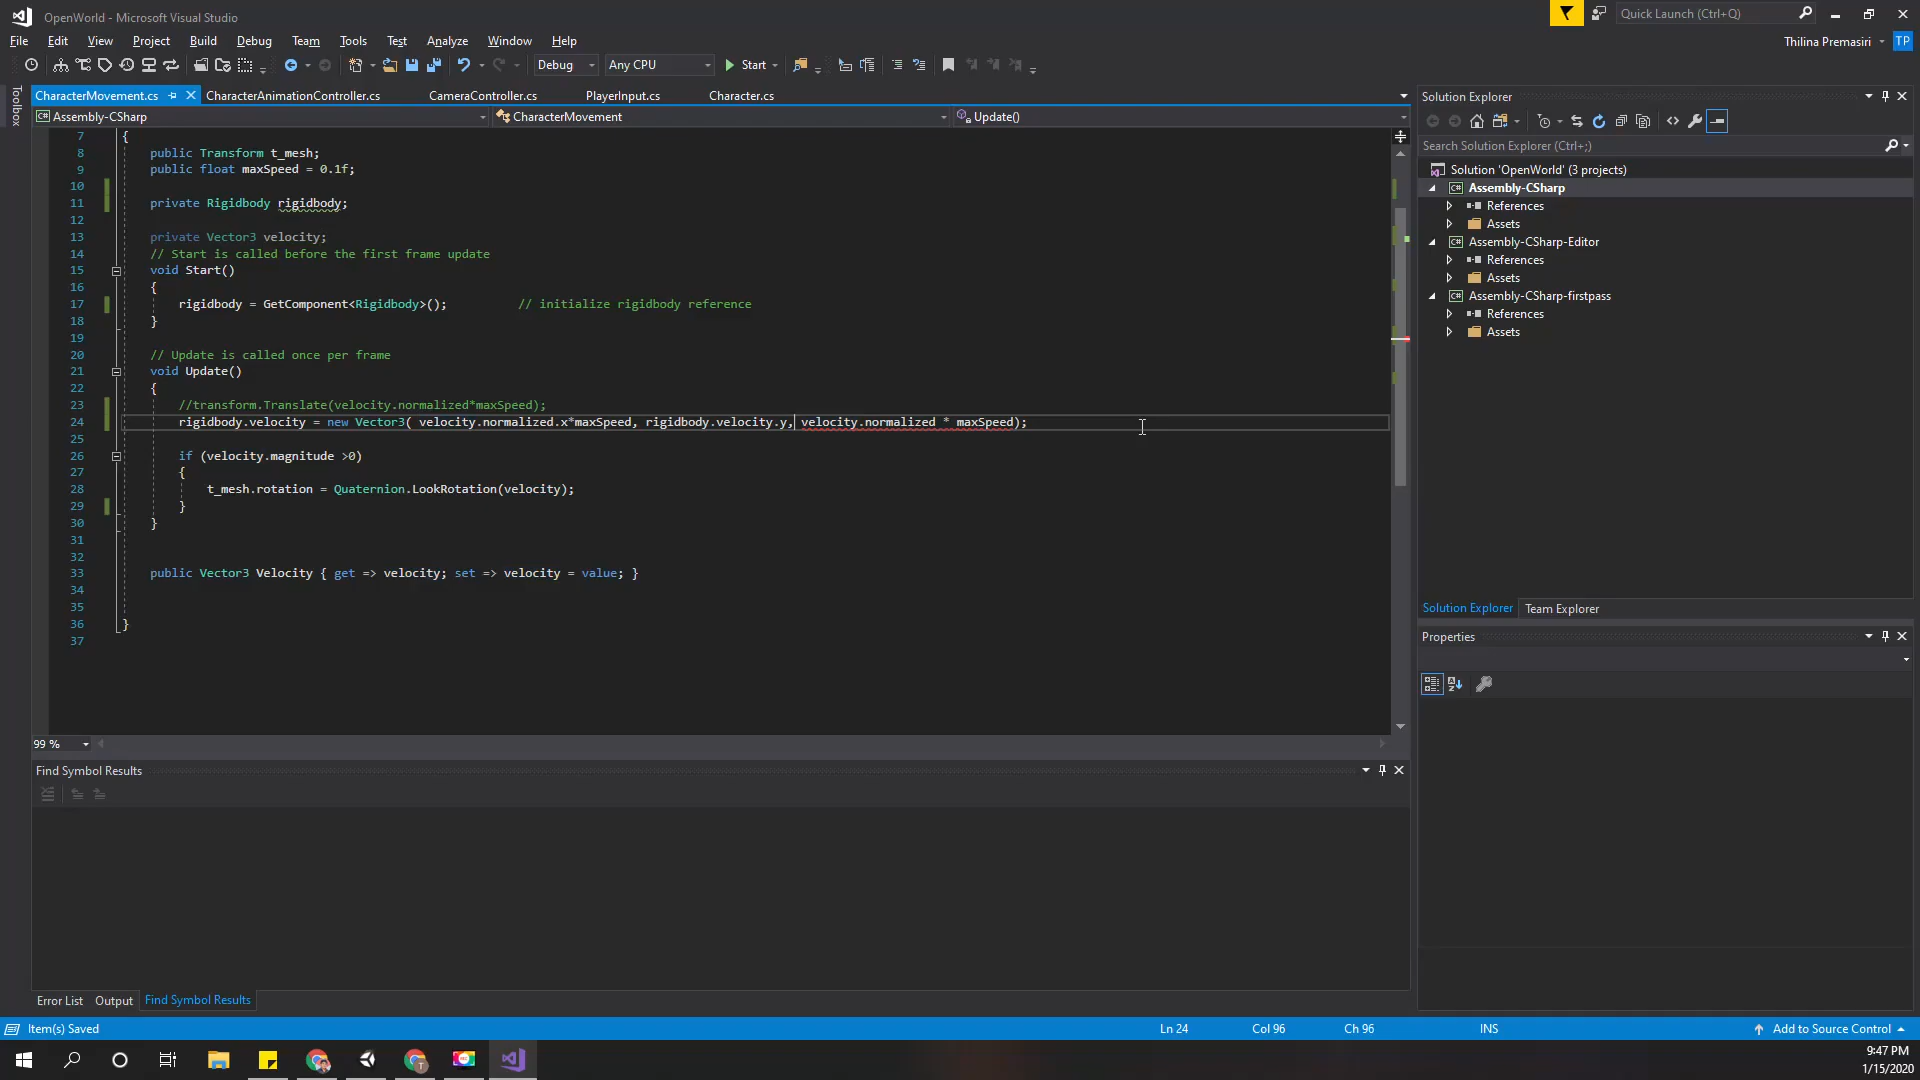 OpenWorld - Microsoft Visual Studio
Quick Launch (Ctrl+Q)
File Edit View Project Build Debug Team Tools Test Analyze Window Help
Thilina Premasiri TP
Debug Any CPU Start
Toolbox
CharacterMovement.cs CharacterAnimationController.cs CameraController.cs PlayerInput.cs Character.cs
Assembly-CSharp CharacterMovement Update()
7 {
8 public Transform t_mesh;
9 public float maxSpeed = 0.1f;
10
11 private Rigidbody rigidbody;
12
13 private Vector3 velocity;
14 // Start is called before the first frame update
15 void Start()
16 {
17 rigidbody = GetComponent<Rigidbody>(); // initialize rigidbody reference
18 }
19
20 // Update is called once per frame
21 void Update()
22 {
23 //transform.Translate(velocity.normalized*maxSpeed);
24 rigidbody.velocity = new Vector3( velocity.normalized.x*maxSpeed, rigidbody.velocity.y, velocity.normalized * maxSpeed);
25
26 if (velocity.magnitude >0)
27 {
28 t_mesh.rotation = Quaternion.LookRotation(velocity);
29 }
30 }
31
32
33 public Vector3 Velocity { get => velocity; set => velocity = value; }
34
35
36 }
37
99 %
Find Symbol Results
Error List Output Find Symbol Results
Solution Explorer
Search Solution Explorer (Ctrl+;)
Solution 'OpenWorld' (3 projects)
Assembly-CSharp
References
Assets
Assembly-CSharp-Editor
References
Assets
Assembly-CSharp-firstpass
References
Assets
Solution Explorer Team Explorer
Properties
Item(s) Saved Ln 24 Col 96 Ch 96 INS Add to Source Control
9:47 PM
1/15/2020